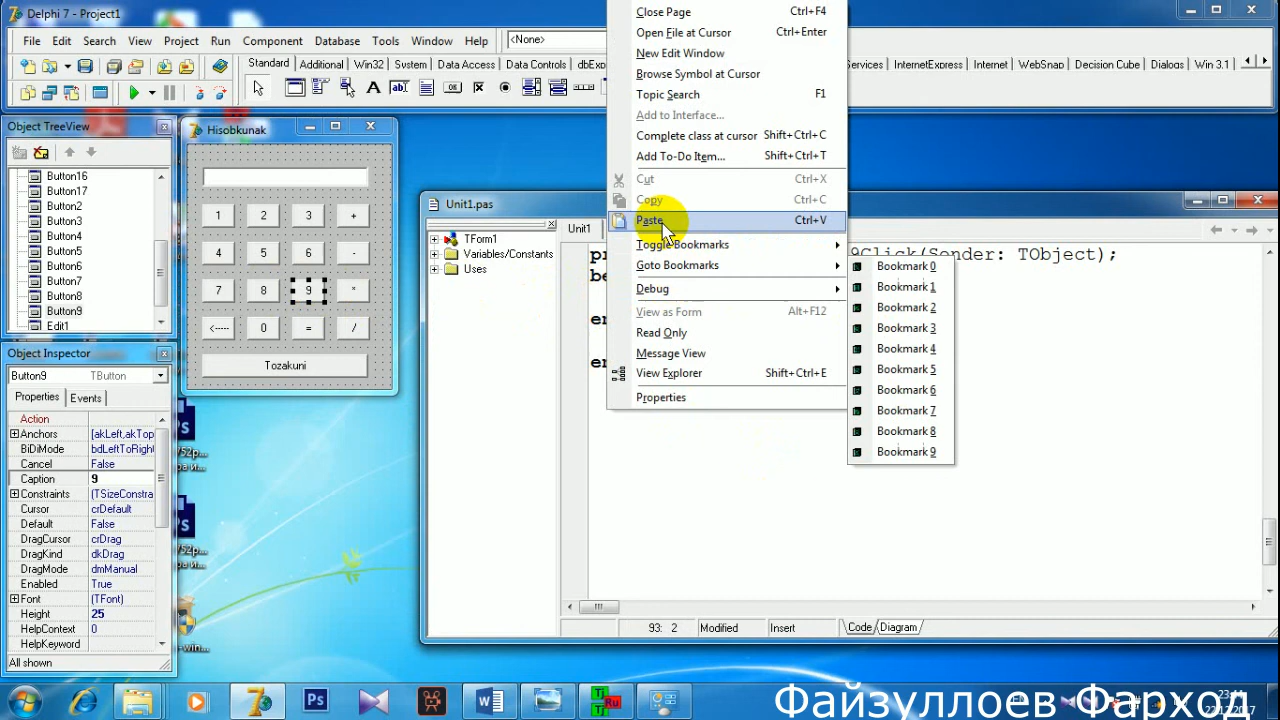 Delphi 7 - Project1
File Edit Search View Project Run Component Database Tools Window Help
<None>
Standard Additional Win32 System Data Access Data Controls dbExp
Services InternetExpress Internet WebSnap Decision Cube Dialogs Win 3.1
Object TreeView
Button16
Button17
Button2
Button3
Button4
Button5
Button6
Button7
Button8
Button9
Edit1
Hisobkunak
1 2 3 +
4 5 6 -
7 8 9 *
<---- 0 = /
Tozakuni
Object Inspector
Button9 TButton
Properties Events
Action
Anchors [akLeft,akTop
BiDiMode bdLeftToRigh
Cancel False
Caption 9
Constraints (TSizeConstra
Cursor crDefault
Default False
DragCursor crDrag
DragKind dkDrag
DragMode dmManual
Enabled True
Font (TFont)
Height 25
HelpContext 0
HelpKeyword
All shown
Unit1.pas
TForm1
Variables/Constants
Uses
Unit1
9Click(Sender: TObject);
be
en
en
93: 2 Modified Insert Code Diagram
Close Page Ctrl+F4
Open File at Cursor Ctrl+Enter
New Edit Window
Browse Symbol at Cursor
Topic Search F1
Add to Interface...
Complete class at cursor Shift+Ctrl+C
Add To-Do Item... Shift+Ctrl+T
Cut Ctrl+X
Copy Ctrl+C
Paste Ctrl+V
Toggle Bookmarks
Goto Bookmarks
Debug
View as Form Alt+F12
Read Only
Message View
View Explorer Shift+Ctrl+E
Properties
Bookmark 0
Bookmark 1
Bookmark 2
Bookmark 3
Bookmark 4
Bookmark 5
Bookmark 6
Bookmark 7
Bookmark 8
Bookmark 9
Файзуллоев Фарход